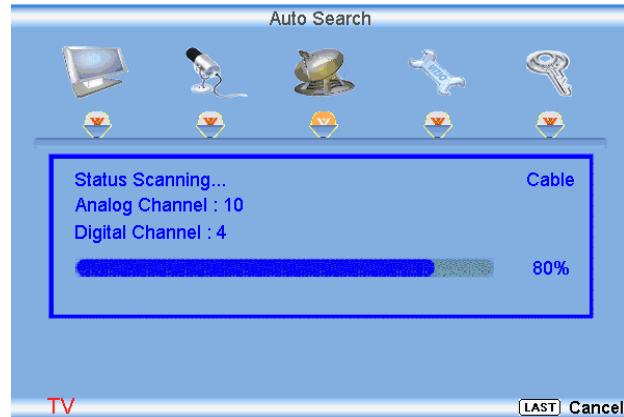 Auto Search
Status Scanning... Cable
Analog Channel : 10
Digital Channel : 4
80%
TV LAST Cancel